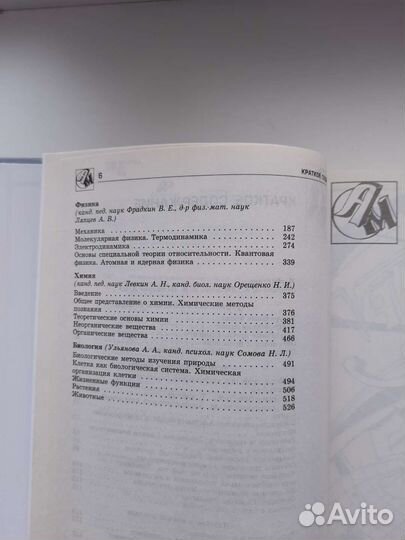 6
КРАТКОЕ
Физика
(канд. пед. наук Фрадкин В. Е., д-р физ.-мат. наук
Ляпцев А. В.)
Механика 187
Молекулярная физика. Термодинамика 242
Электродинамика 274
Основы специальной теории относительности. Квантовая
физика. Атомная и ядерная физика 339
Химия
(канд. пед. наук Левкин А. Н., канд. биол. наук Орещенко Н. И.)
Введение 375
Общее представление о химии. Химические методы
познания 376
Теоретические основы химии 381
Неорганические вещества 417
Органические вещества 466
Биология (Ульянова А. А., канд. психол. наук Сомова Н. Л.)
Биологические методы изучения природы 491
Клетка как биологическая система. Химическая
организация клетки 494
Жизненные функции 506
Растения 518
Животные 526
АМ
Avito